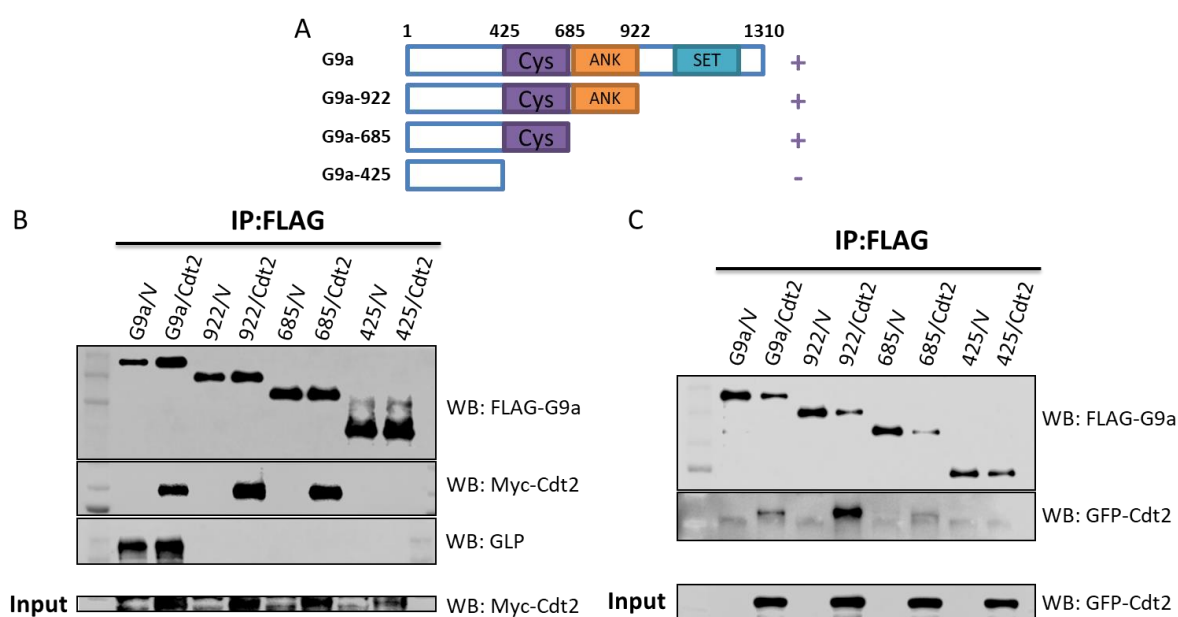 A
1 425 685 922 1310
G9a Cys ANK SET +
G9a-922 Cys ANK +
G9a-685 Cys +
G9a-425 -
B
IP:FLAG
G9a/V G9a/Cdt2 922/V 922/Cdt2 685/V 685/Cdt2 425/V 425/Cdt2
WB: FLAG-G9a
WB: Myc-Cdt2
WB: GLP
Input WB: Myc-Cdt2
C
IP:FLAG
G9a/V G9a/Cdt2 922/V 922/Cdt2 685/V 685/Cdt2 425/V 425/Cdt2
WB: FLAG-G9a
WB: GFP-Cdt2
Input WB: GFP-Cdt2